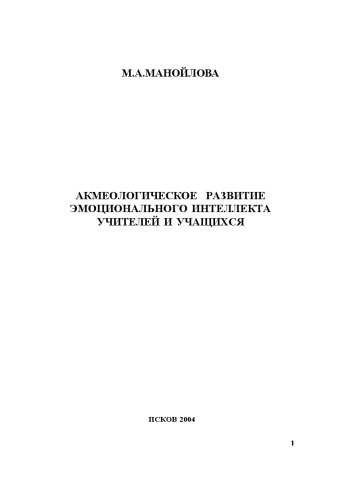 М.А.МАНОЙЛОВА
АКМЕОЛОГИЧЕСКОЕ РАЗВИТИЕ
ЭМОЦИОНАЛЬНОГО ИНТЕЛЛЕКТА
УЧИТЕЛЕЙ И УЧАЩИХСЯ
ПСКОВ 2004
1